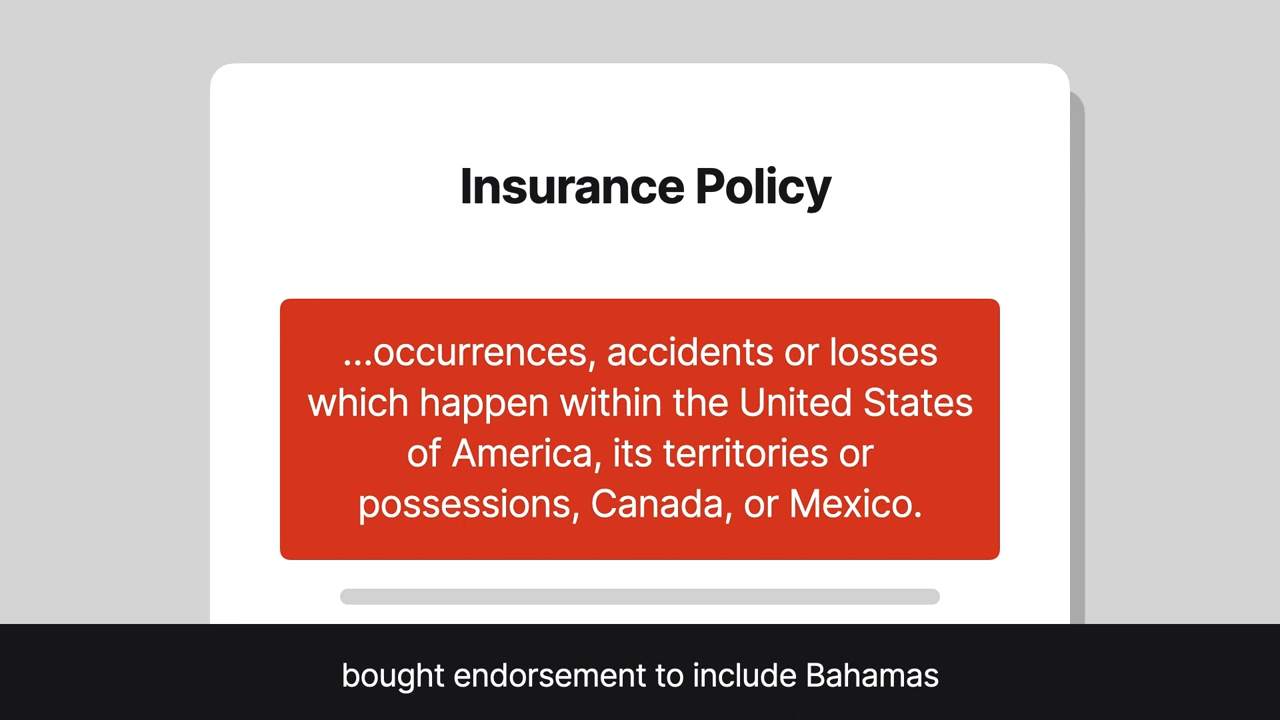 Insurance Policy
...occurrences, accidents or losses
which happen within the United States
of America, its territories or
possessions, Canada, or Mexico.
bought endorsement to include Bahamas